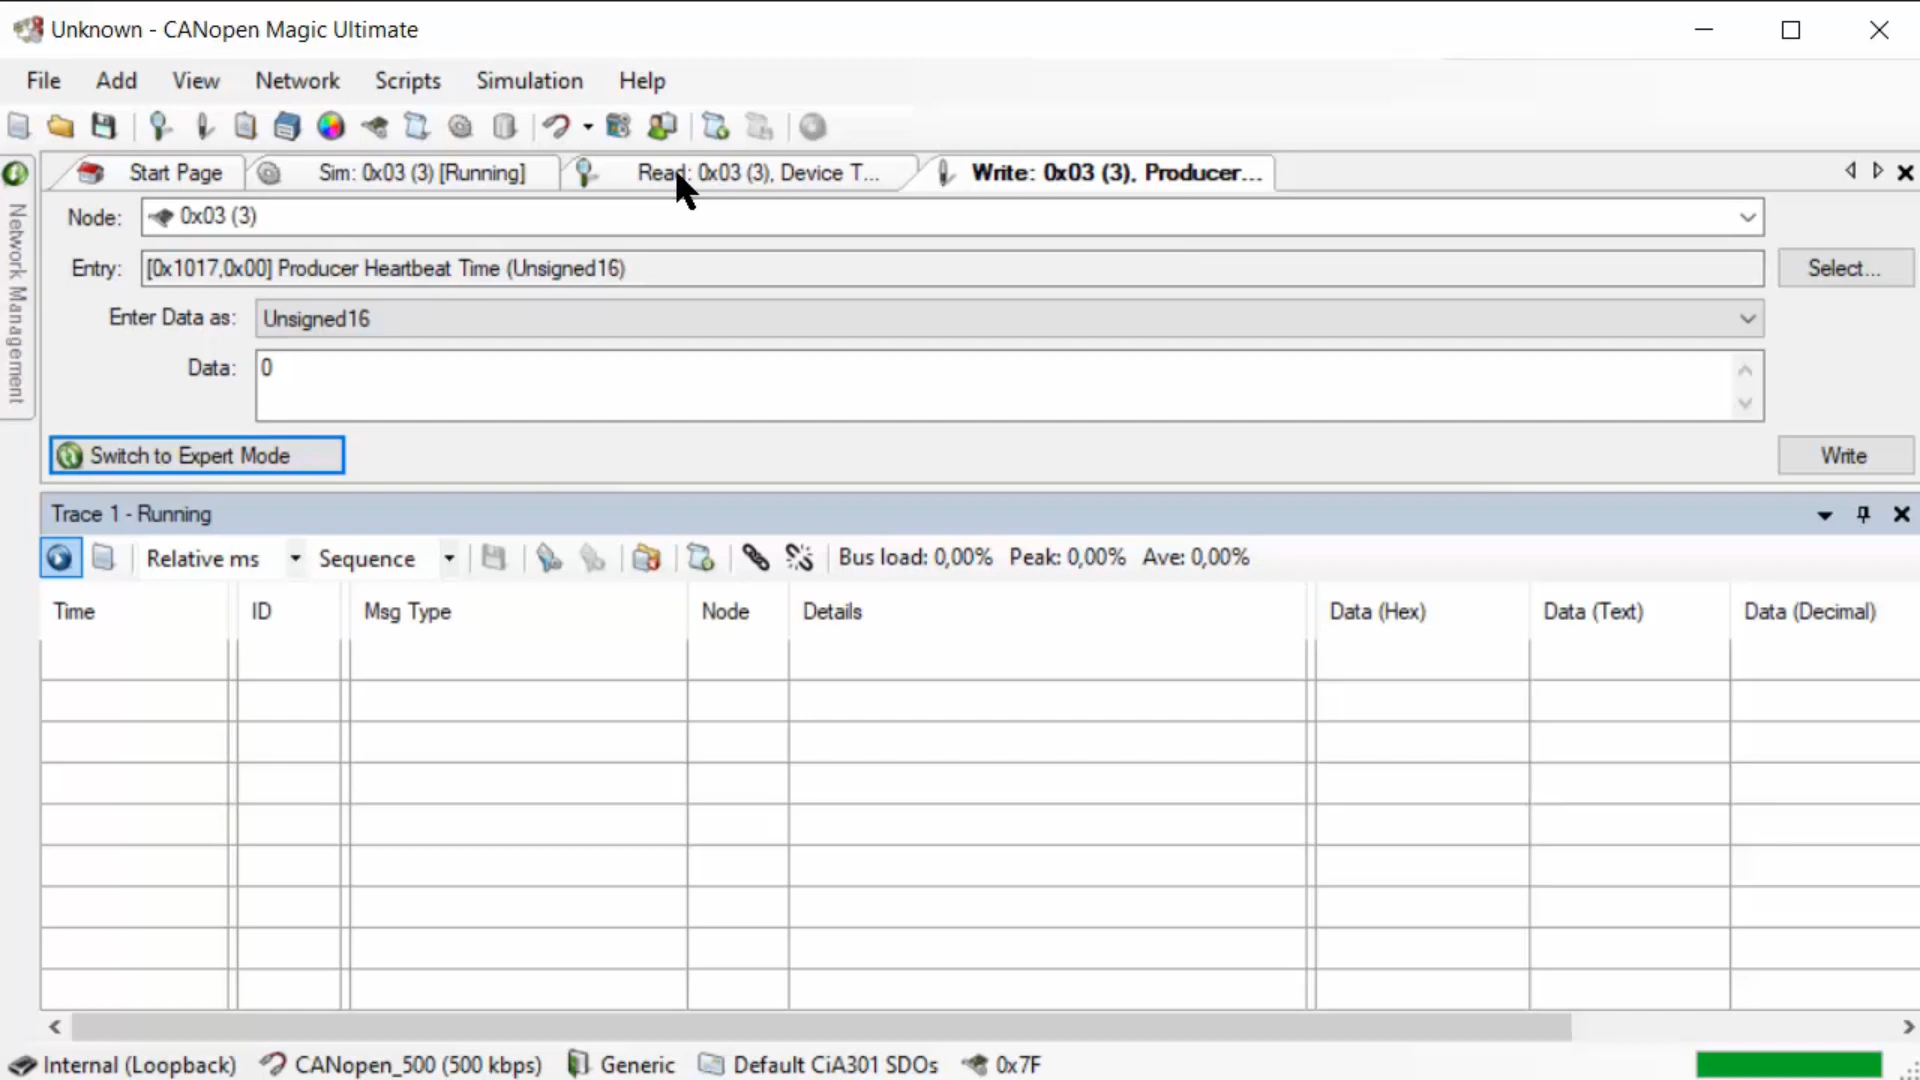 Unknown - CANopen Magic Ultimate
File Add View Network Scripts Simulation Help
Start Page Sim: 0x03 (3) [Running] Read: 0x03 (3), Device T... Write: 0x03 (3), Producer...
Network Management
Node: 0x03 (3)
Entry: [0x1017,0x00] Producer Heartbeat Time (Unsigned16) Select...
Enter Data as: Unsigned16
Data: 0
Switch to Expert Mode Write
Trace 1 - Running
Relative ms Sequence Bus load: 0,00% Peak: 0,00% Ave: 0,00%
Time ID Msg Type Node Details Data (Hex) Data (Text) Data (Decimal)
Internal (Loopback) CANopen_500 (500 kbps) Generic Default CiA301 SDOs 0x7F